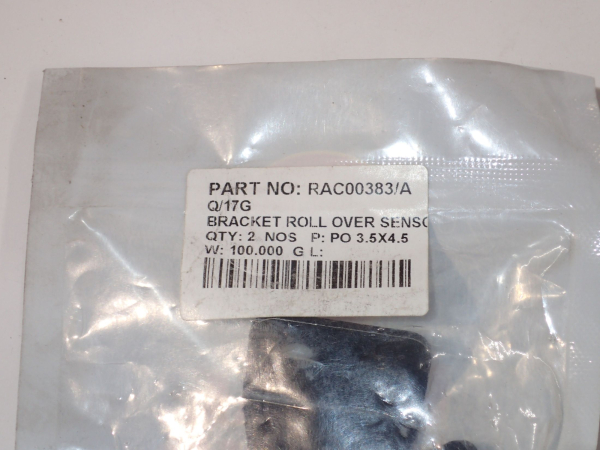 PART NO: RAC00383/A
Q/17G
BRACKET ROLL OVER SENSO
QTY: 2 NOS P: PO 3.5X4.5
W: 100.000 G L: